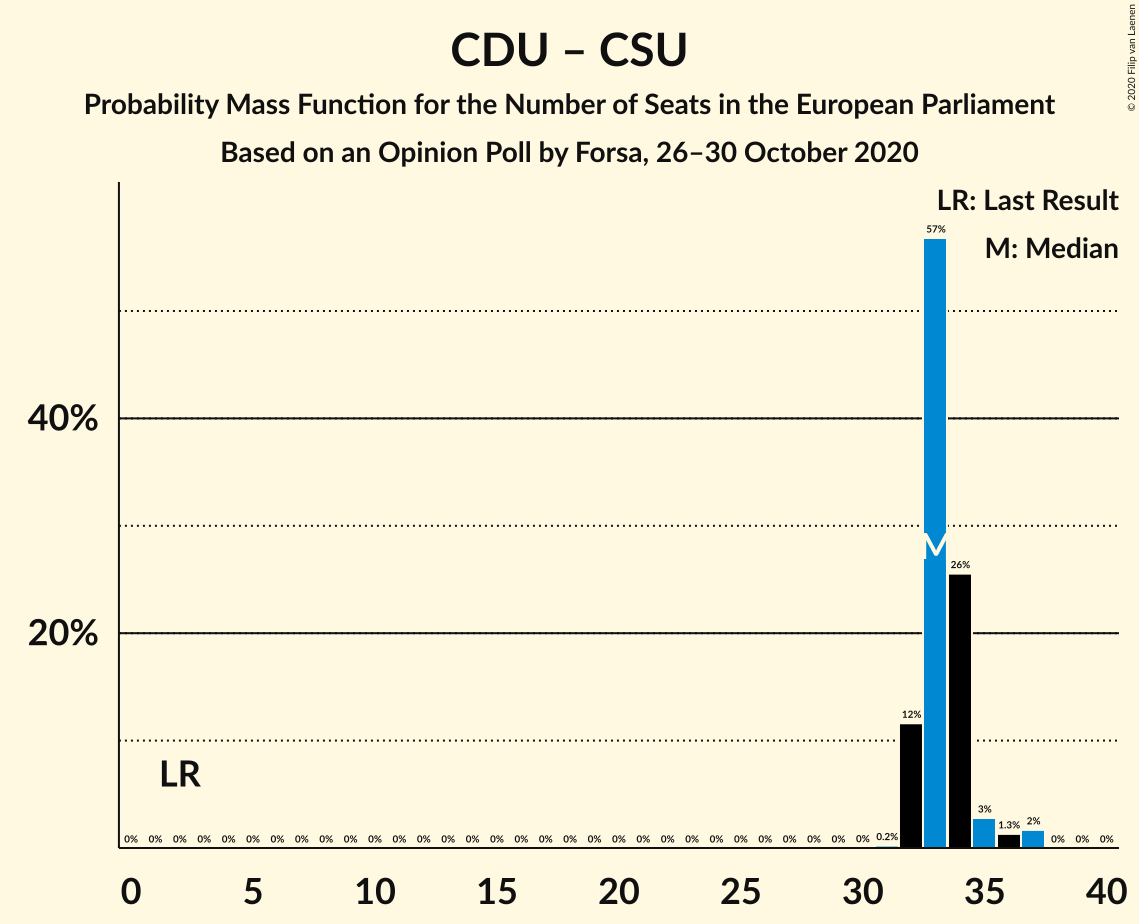 CDU – CSU
Probability Mass Function for the Number of Seats in the European Parliament
Based on an Opinion Poll by Forsa, 26–30 October 2020
© 2020 Filip van Laenen
LR: Last Result
M: Median
57%
40%
M
26%
20%
12%
LR
0% 0% 0% 0% 0% 0% 0% 0% 0% 0% 0% 0% 0% 0% 0% 0% 0% 0% 0% 0% 0% 0% 0% 0% 0% 0% 0% 0% 0% 0% 0% 0.2% 3% 1.3% 2% 0% 0% 0%
0 5 10 15 20 25 30 35 40